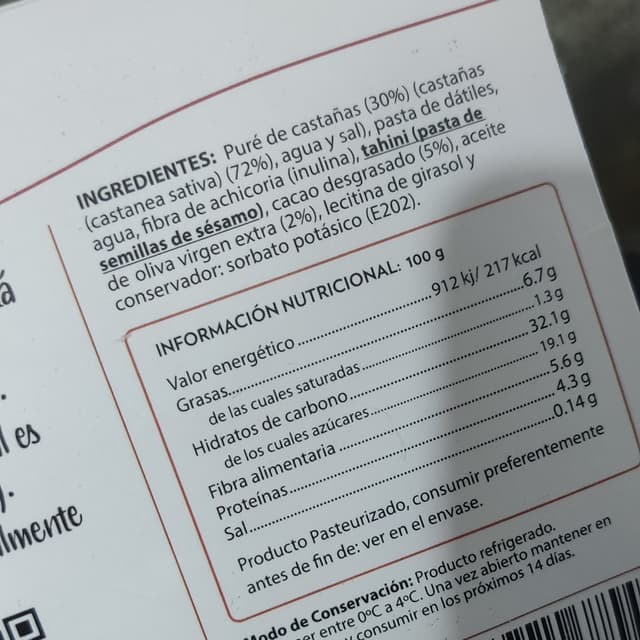 INGREDIENTES: Puré de castañas (30%) (castañas
(castanea sativa) (72%), agua y sal), pasta de dátiles,
agua, fibra de achicoria (inulina), tahini (pasta de
semillas de sésamo), cacao desgrasado (5%), aceite
de oliva virgen extra (2%), lecitina de girasol y
conservador: sorbato potásico (E202).
INFORMACIÓN NUTRICIONAL: 100 g
Valor energético 912 kj/ 217 kcal
Grasas 6.7 g
de las cuales saturadas 1.3 g
Hidratos de carbono 32.1 g
de los cuales azúcares 19.1 g
Fibra alimentaria 5.6 g
Proteínas 4.3 g
Sal 0.14 g
Producto Pasteurizado, consumir preferentemente
antes de fin de: ver en el envase.
Modo de Conservación: Producto refrigerado.
entre 0ºC a 4ºC. Una vez abierto mantener en
y consumir en los próximos 14 días.
es